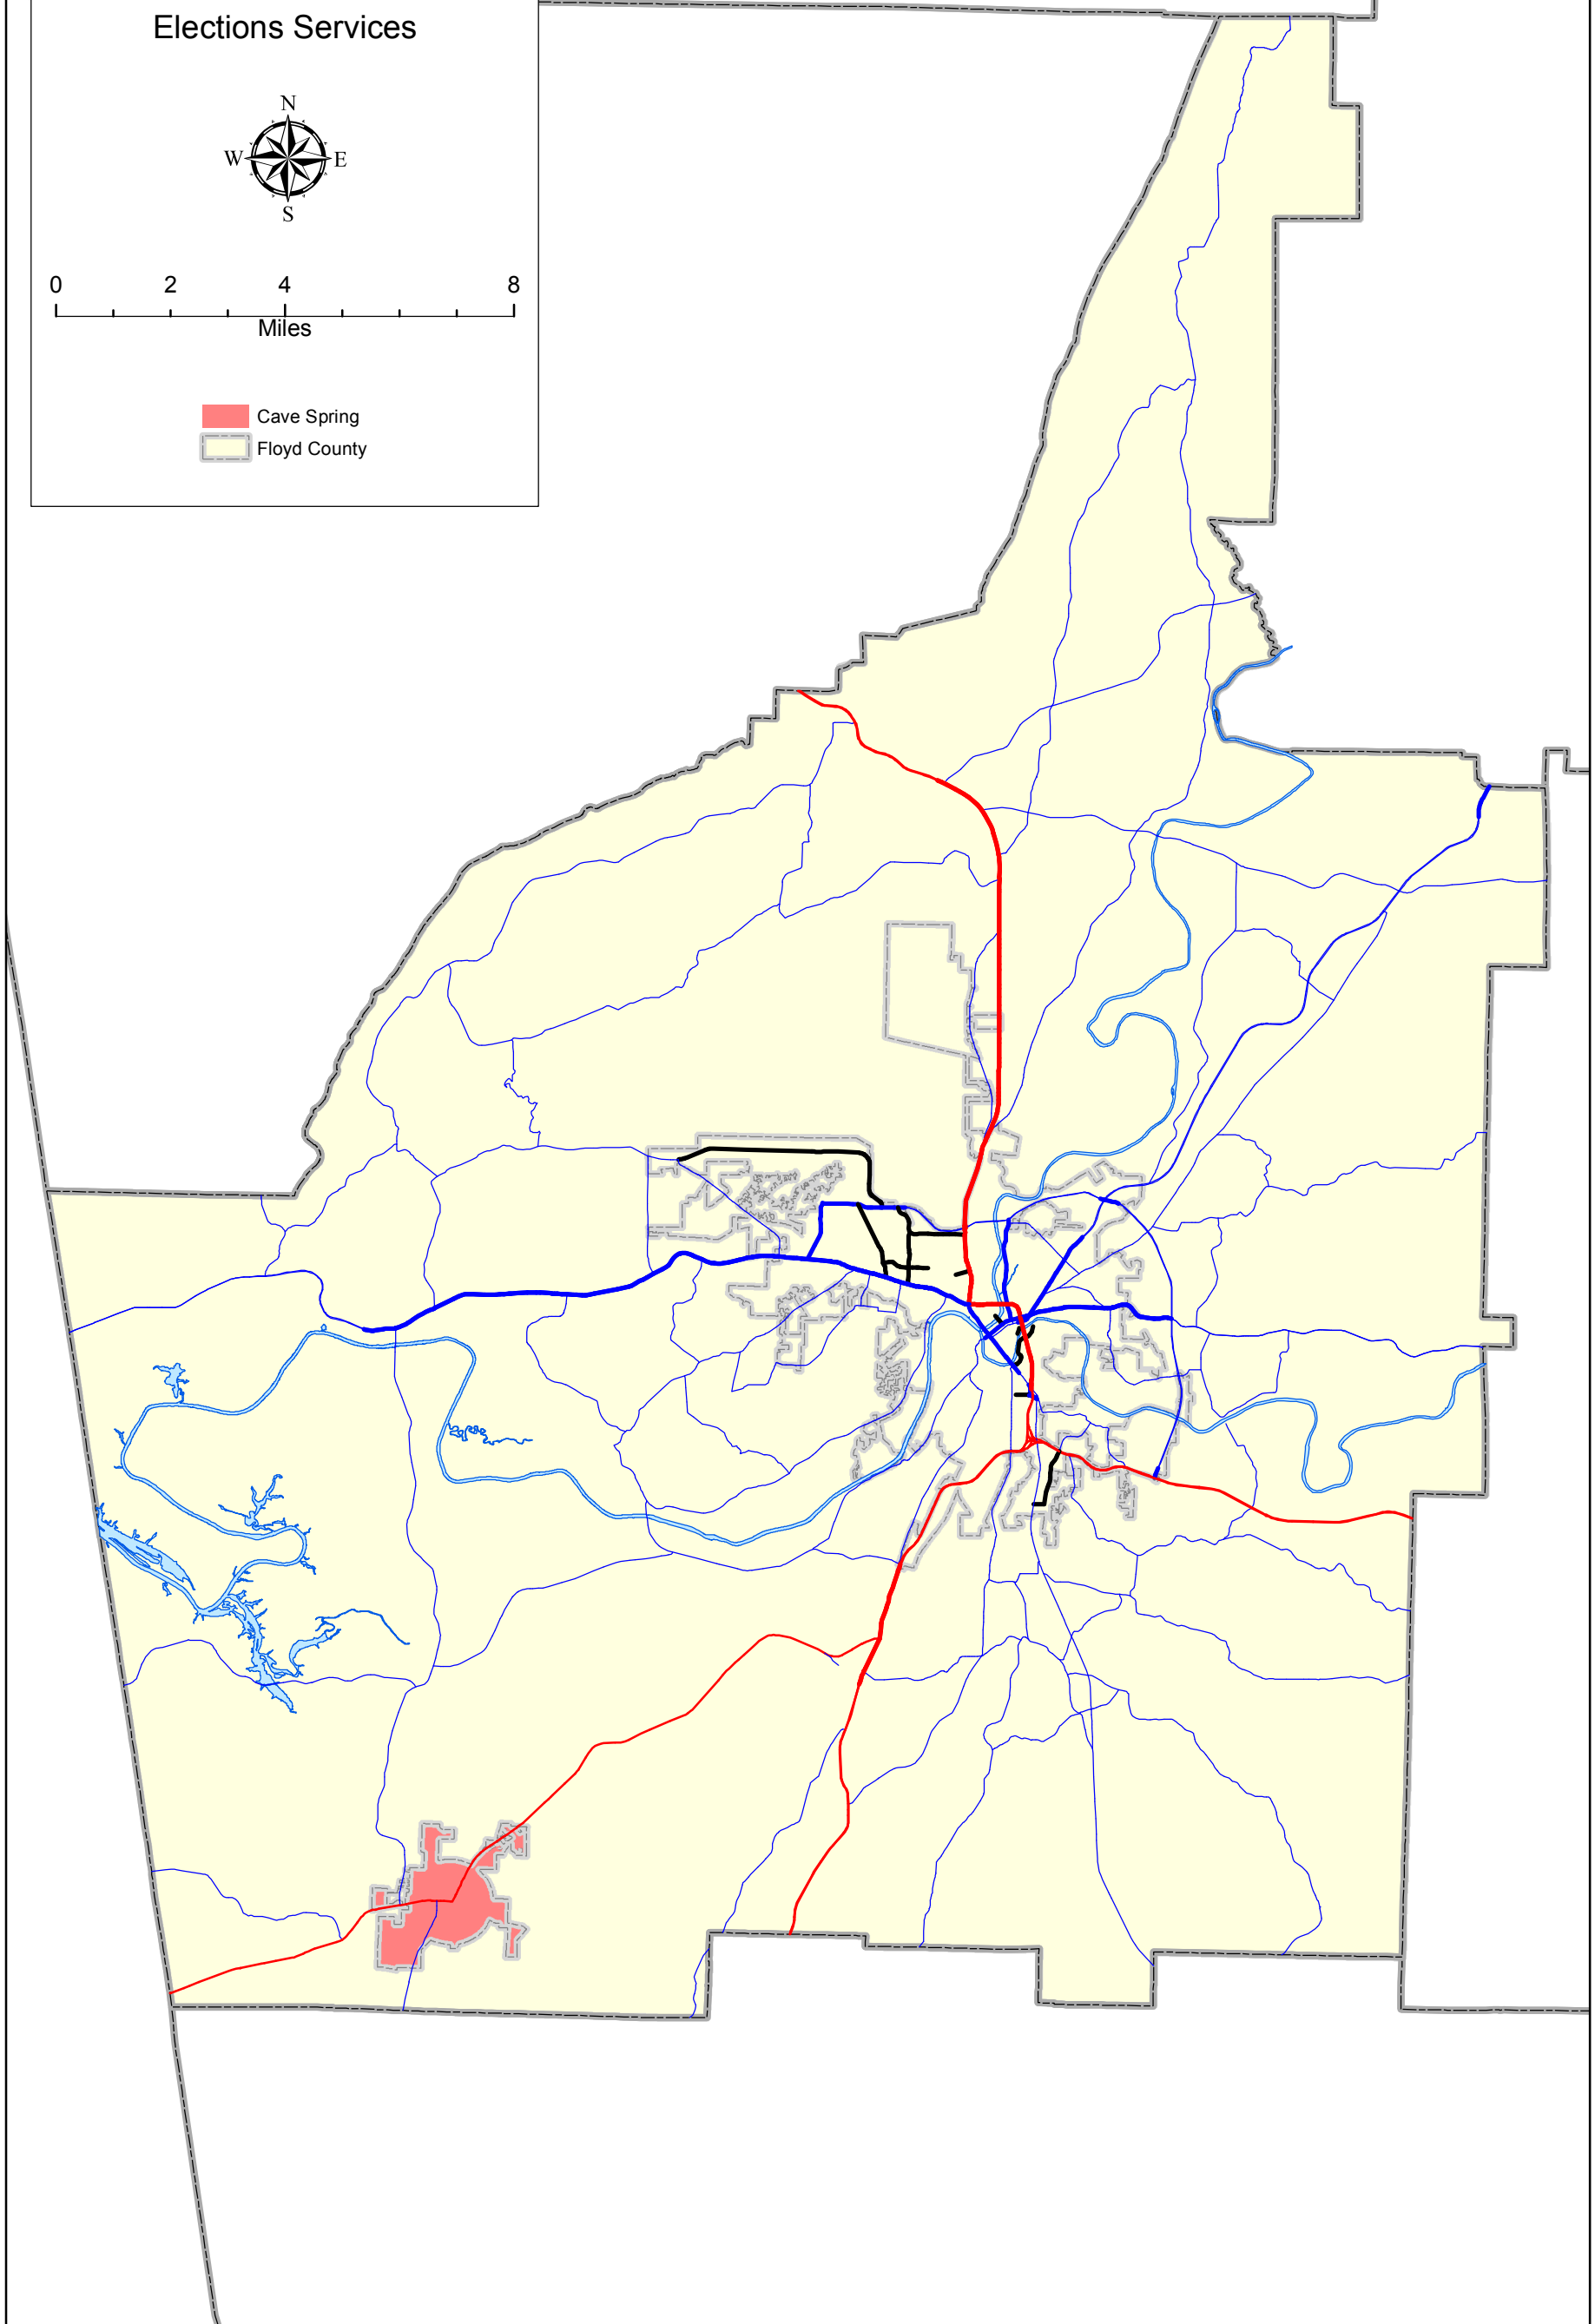 Elections Services
N
W E
S
0 2 4 8
Miles
Cave Spring
Floyd County